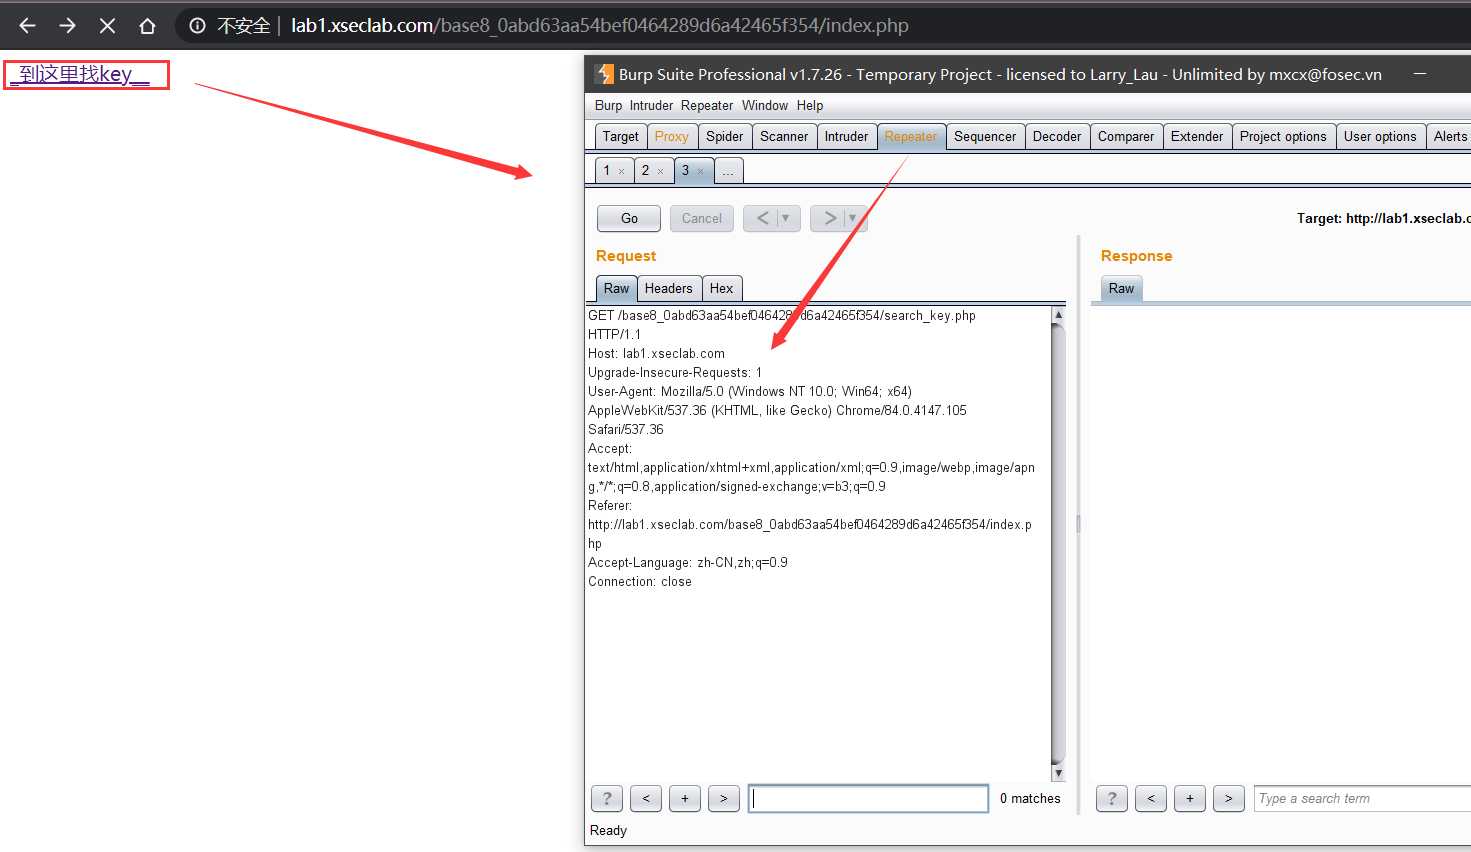 不安全 | lab1.xseclab.com/base8_0abd63aa54bef0464289d6a42465f354/index.php
_到这里找key__
Burp Suite Professional v1.7.26 - Temporary Project - licensed to Larry_Lau - Unlimited by mxcx@fosec.vn
Burp Intruder Repeater Window Help
Target Proxy Spider Scanner Intruder Repeater Sequencer Decoder Comparer Extender Project options User options Alerts
1 × 2 × 3 × ...
Go Cancel < | ▼ > | ▼ Target: http://lab1.xseclab.c
Request
Raw Headers Hex
GET /base8_0abd63aa54bef0464289d6a42465f354/search_key.php
HTTP/1.1
Host: lab1.xseclab.com
Upgrade-Insecure-Requests: 1
User-Agent: Mozilla/5.0 (Windows NT 10.0; Win64; x64)
AppleWebKit/537.36 (KHTML, like Gecko) Chrome/84.0.4147.105
Safari/537.36
Accept:
text/html,application/xhtml+xml,application/xml;q=0.9,image/webp,image/apn
g,*/*;q=0.8,application/signed-exchange;v=b3;q=0.9
Referer:
http://lab1.xseclab.com/base8_0abd63aa54bef0464289d6a42465f354/index.p
hp
Accept-Language: zh-CN,zh;q=0.9
Connection: close
? < + > 0 matches
Response
Raw
? < + > Type a search term
Ready